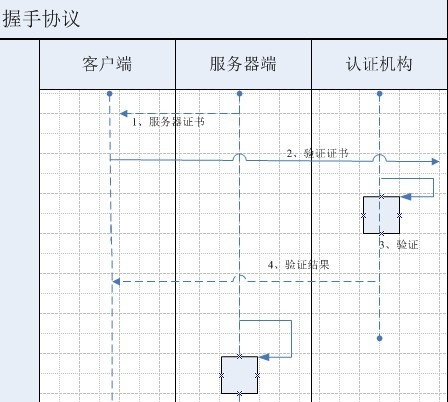 握手协议
客户端
服务器端
认证机构
1、服务器证书
2、验证证书
3、验证
4、验证结果